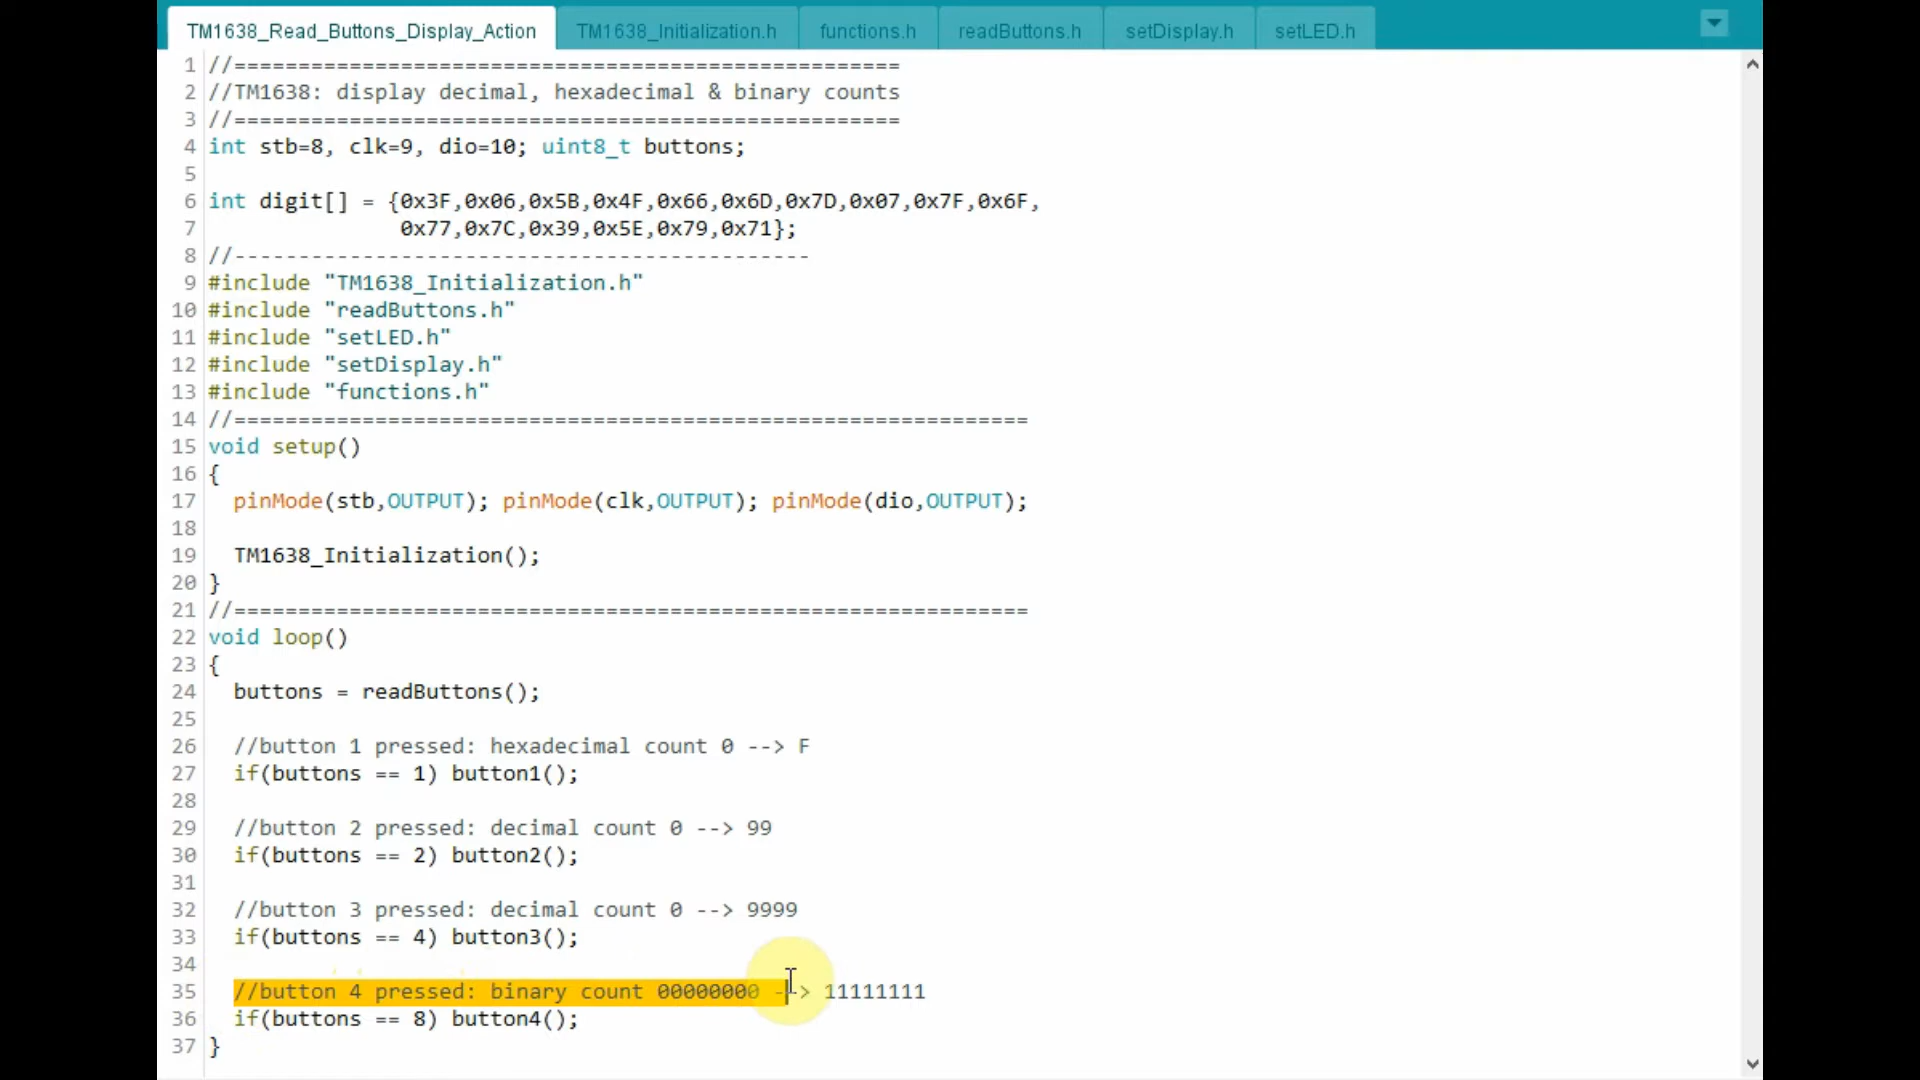 TM1638_Read_Buttons_Display_Action TM1638_Initialization.h functions.h readButtons.h setDisplay.h setLED.h
1 //======================================================
2 //TM1638: display decimal, hexadecimal & binary counts
3 //======================================================
4 int stb=8, clk=9, dio=10; uint8_t buttons;
5
6 int digit[] = {0x3F,0x06,0x5B,0x4F,0x66,0x6D,0x7D,0x07,0x7F,0x6F,
7 0x77,0x7C,0x39,0x5E,0x79,0x71};
8 //---------------------------------------------
9 #include "TM1638_Initialization.h"
10 #include "readButtons.h"
11 #include "setLED.h"
12 #include "setDisplay.h"
13 #include "functions.h"
14 //==============================================================
15 void setup()
16 {
17 pinMode(stb,OUTPUT); pinMode(clk,OUTPUT); pinMode(dio,OUTPUT);
18
19 TM1638_Initialization();
20 }
21 //==============================================================
22 void loop()
23 {
24 buttons = readButtons();
25
26 //button 1 pressed: hexadecimal count 0 --> F
27 if(buttons == 1) button1();
28
29 //button 2 pressed: decimal count 0 --> 99
30 if(buttons == 2) button2();
31
32 //button 3 pressed: decimal count 0 --> 9999
33 if(buttons == 4) button3();
34
35 //button 4 pressed: binary count 00000000 --> 11111111
36 if(buttons == 8) button4();
37 }